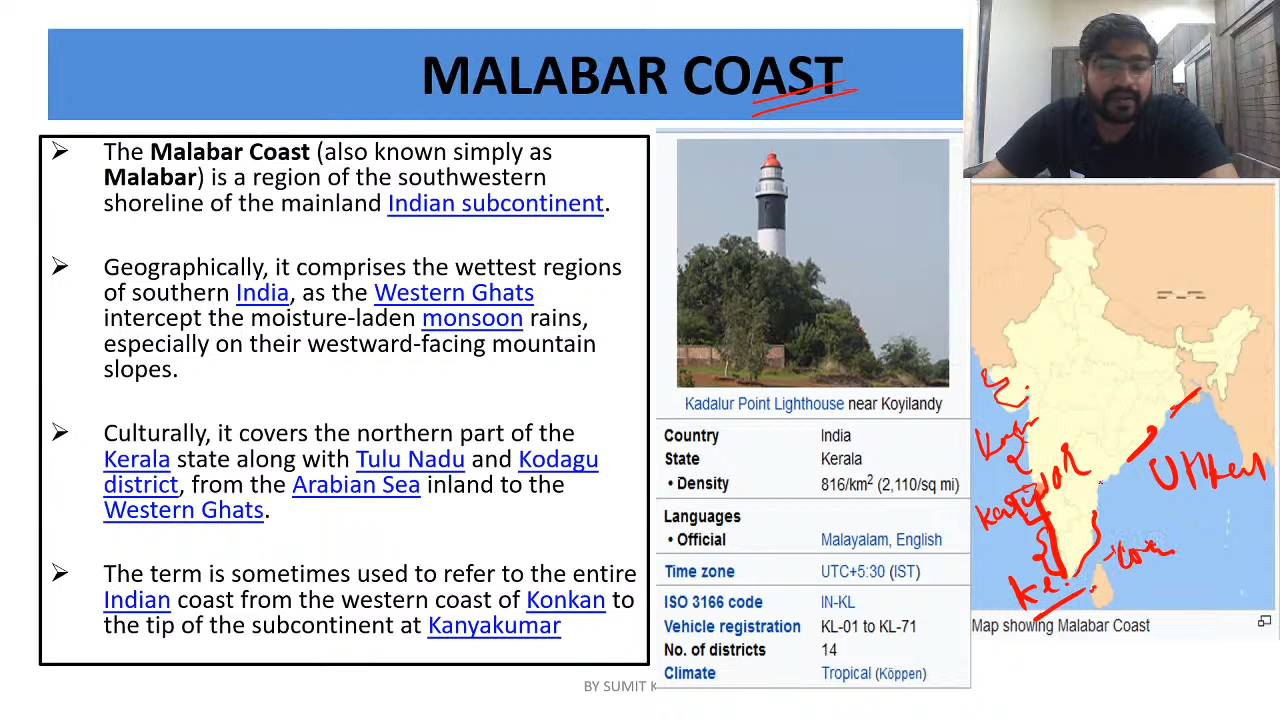 MALABAR COAST
➢ The Malabar Coast (also known simply as
Malabar) is a region of the southwestern
shoreline of the mainland Indian subcontinent.
➢ Geographically, it comprises the wettest regions
of southern India, as the Western Ghats
intercept the moisture-laden monsoon rains,
especially on their westward-facing mountain
slopes.
➢ Culturally, it covers the northern part of the
Kerala state along with Tulu Nadu and Kodagu
district, from the Arabian Sea inland to the
Western Ghats.
➢ The term is sometimes used to refer to the entire
Indian coast from the western coast of Konkan to
the tip of the subcontinent at Kanyakumar
BY SUMIT K
Kadalur Point Lighthouse near Koyilandy
Country India
State Kerala
• Density 816/km² (2,110/sq mi)
Languages
• Official Malayalam, English
Time zone UTC+5:30 (IST)
ISO 3166 code IN-KL
Vehicle registration KL-01 to KL-71
No. of districts 14
Climate Tropical (Köppen)
Map showing Malabar Coast